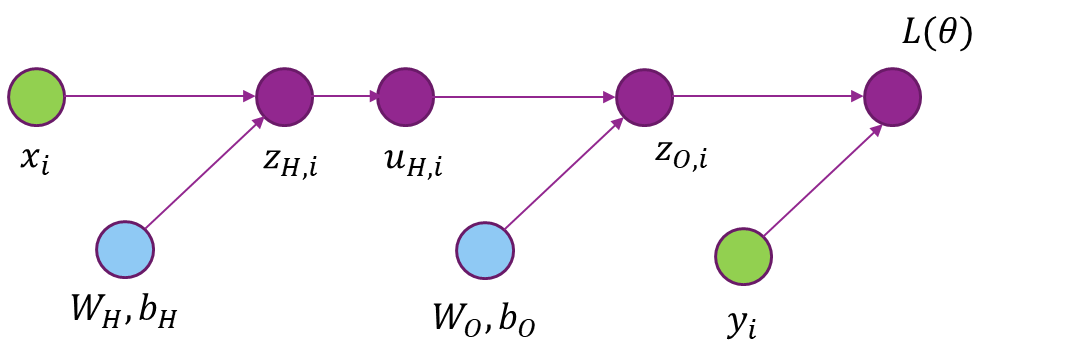 L(θ)
x_i
z_{H,i}
u_{H,i}
z_{O,i}
W_H, b_H
W_O, b_O
y_i